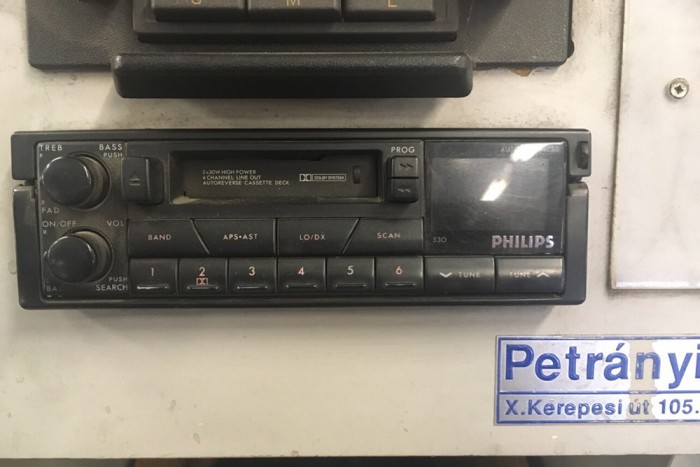 S M L
TREB BASS
PUSH
FAD
ON/OFF VOL
PUSH
BA SEARCH
2x30W HIGH POWER
4 CHANNEL LINE OUT
AUTOREVERSE CASSETTE DECK
DOLBY SYSTEM
PROG
BAND APS•AST LO/DX SCAN
330 PHILIPS
1 2 3 4 5 6 TUNE TUNE
Petrányi
X.Kerepesi út 105.